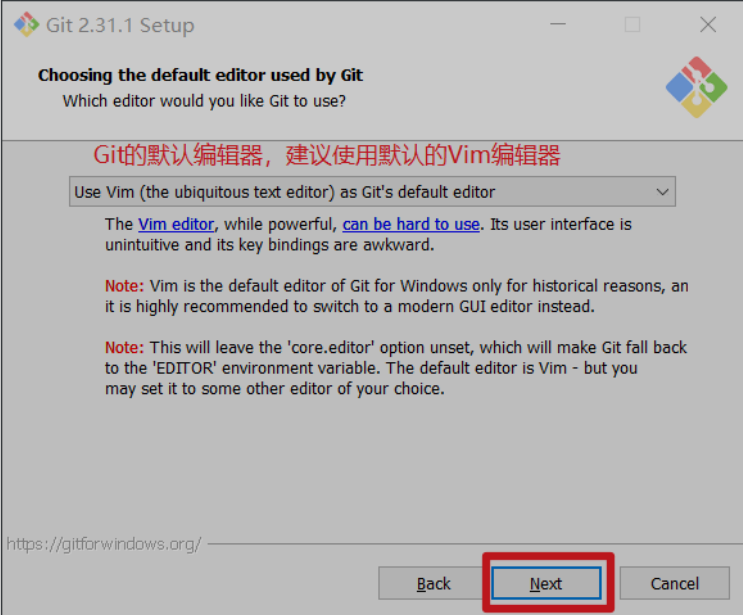 Git 2.31.1 Setup
Choosing the default editor used by Git
Which editor would you like Git to use?
Git的默认编辑器，建议使用默认的Vim编辑器
Use Vim (the ubiquitous text editor) as Git's default editor
The Vim editor, while powerful, can be hard to use. Its user interface is
unintuitive and its key bindings are awkward.
Note: Vim is the default editor of Git for Windows only for historical reasons, an
it is highly recommended to switch to a modern GUI editor instead.
Note: This will leave the 'core.editor' option unset, which will make Git fall back
to the 'EDITOR' environment variable. The default editor is Vim - but you
may set it to some other editor of your choice.
https://gitforwindows.org/
Back Next Cancel